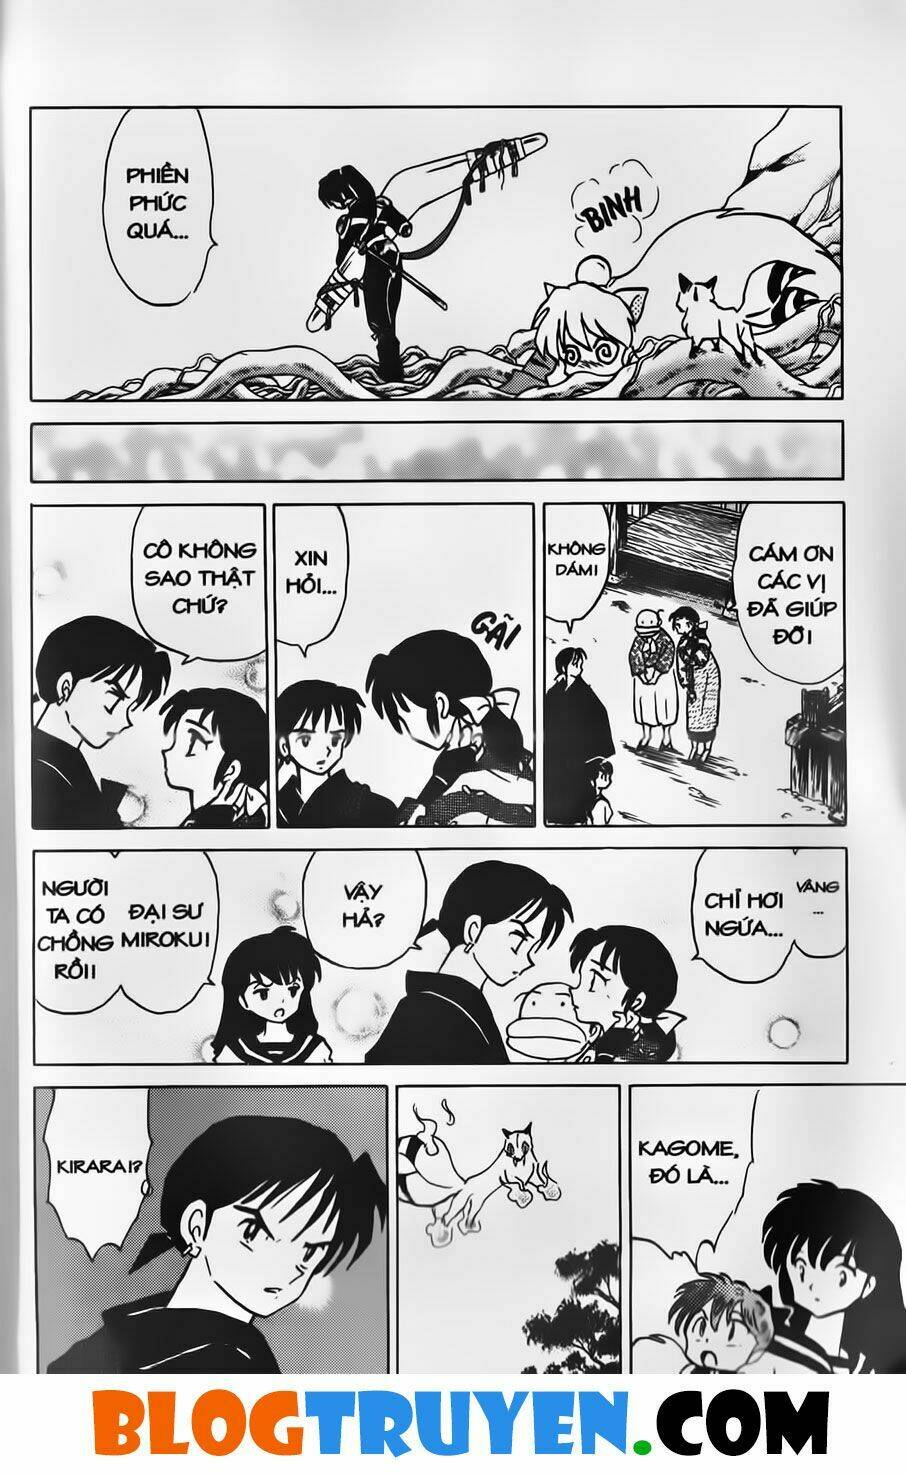 PHIỀN
PHỨC
QUÁ...
BINH
CÁM ƠN
CÁC VỊ
ĐÃ GIÚP
ĐỠ!
KHÔNG
DÁM!
GÃI
XIN
HỎI...
CÔ KHÔNG
SAO THẬT
CHỨ?
VÂNG
...
CHỈ HƠI
NGỨA...
VẬY
HẢ?
ĐẠI SƯ
MIROKU!
NGƯỜI
TA CÓ
CHỒNG
RỒI!
KAGOME,
ĐÓ LÀ...
KIRARA!?
BLOGTRUYEN.COM